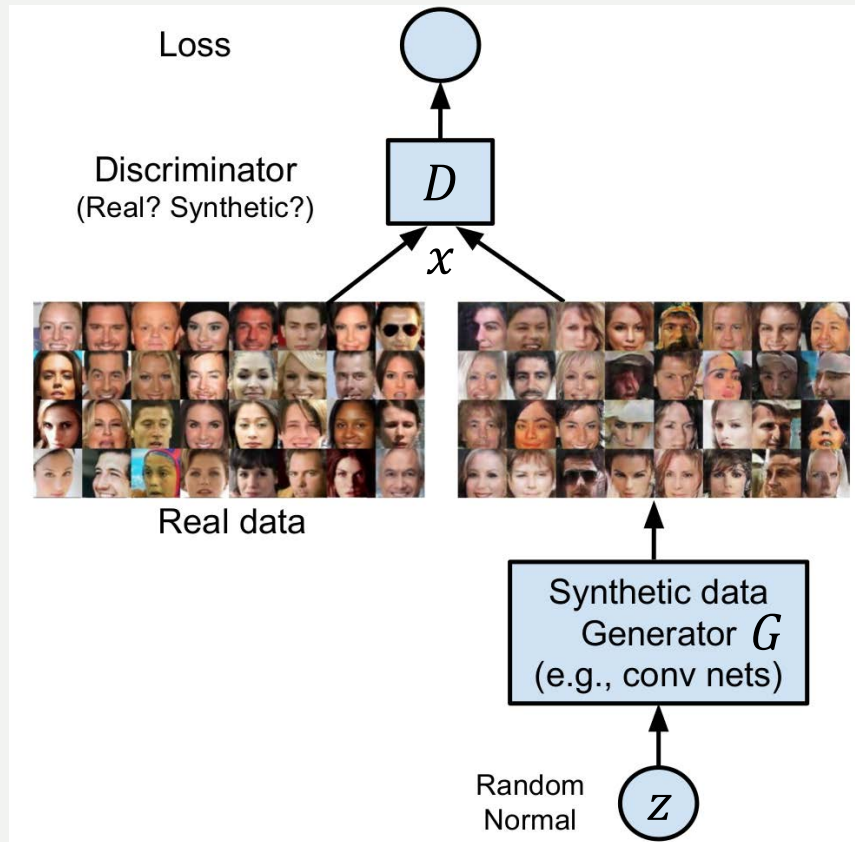 Loss
Discriminator
(Real? Synthetic?)
D
x
Real data
Synthetic data
Generator G
(e.g., conv nets)
Random
Normal
z